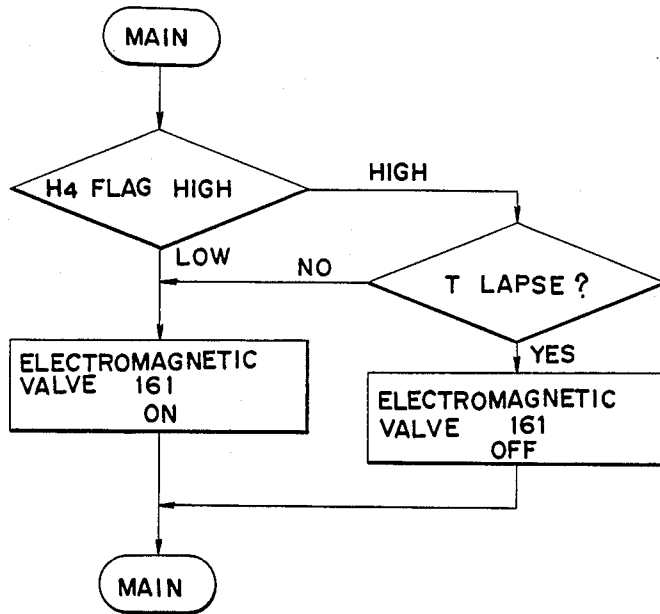 MAIN
H4 FLAG HIGH
HIGH
LOW
NO
T LAPSE?
YES
ELECTROMAGNETIC
VALVE 161
ON
ELECTROMAGNETIC
VALVE 161
OFF
MAIN